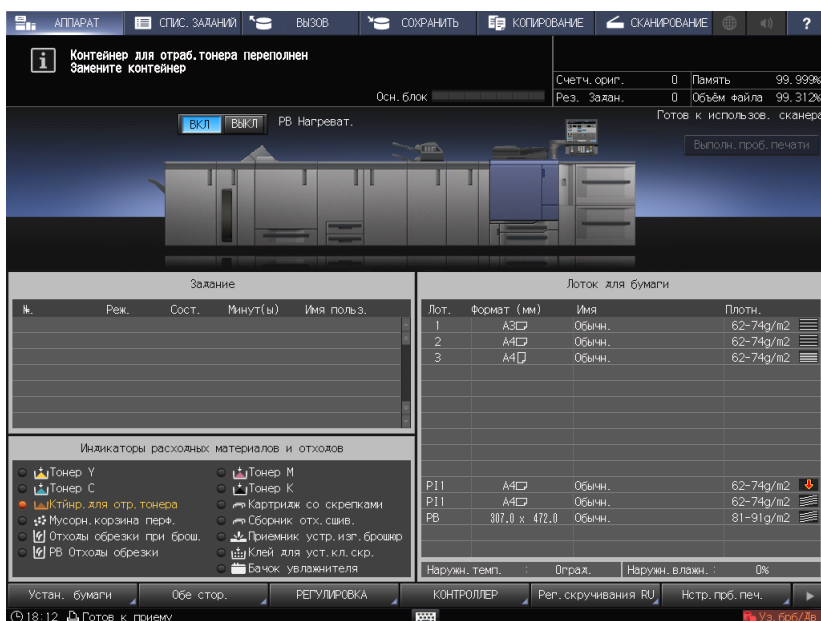 АППАРАТ СПИС. ЗАДАНИЙ ВЫЗОВ СОХРАНИТЬ КОПИРОВАНИЕ СКАНИРОВАНИЕ ?
Контейнер для отраб.тонера переполнен
Замените контейнер
Осн.блок
Счетч.ориг. 0 Память 99.999%
Рез. Задан. 0 Объём файла 99.312%
Готов к использов. сканера
ВКЛ ВЫКЛ PB Нагреват.
Выполн.проб.печати
Задание
№. Реж. Сост. Минут(ы) Имя польз.
Лоток для бумаги
Лот. Формат (мм) Имя Плотн.
1 A3 Обычн. 62-74g/m2
2 A4 Обычн. 62-74g/m2
3 A4 Обычн. 62-74g/m2
PI1 A4 Обычн. 62-74g/m2
PI1 A4 Обычн. 62-74g/m2
PB 307.0 x 472.0 Обычн. 81-91g/m2
Наружн.темп. : 0град. Наружн.влажн. : 0%
Индикаторы расходных материалов и отходов
Тонер Y Тонер M
Тонер C Тонер K
Ктйнр.для отр.тонера Картридж со скрепками
Мусорн.корзина перф. Сборник отх.сшив.
Отходы обрезки при брош. Приемник устр.изг.брошюр
PB Отходы обрезки Клей для уст.кл.скр.
Бачок увлажнителя
Устан. бумаги Обе стор. РЕГУЛИРОВКА КОНТРОЛЛЕР Рег.скручивания RU Нстр.прб.печ.
18:12 Готов к приему Уз.брб/Дв